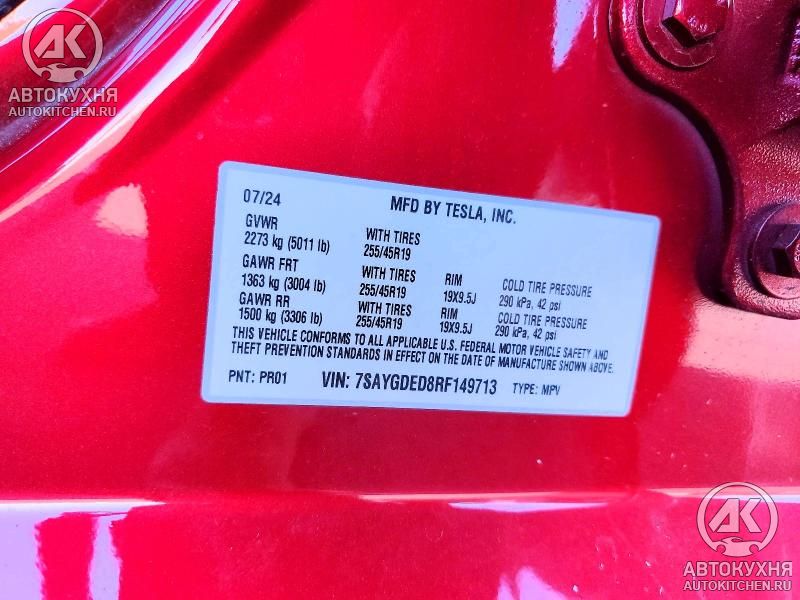 АК
АВТОКУХНЯ
AUTOKITCHEN.RU
07/24 MFD BY TESLA, INC.
GVWR
2273 kg (5011 lb) WITH TIRES 255/45R19
GAWR FRT
1363 kg (3004 lb) WITH TIRES 255/45R19 RIM 19X9.5J COLD TIRE PRESSURE 290 kPa, 42 psi
GAWR RR
1500 kg (3306 lb) WITH TIRES 255/45R19 RIM 19X9.5J COLD TIRE PRESSURE 290 kPa, 42 psi
THIS VEHICLE CONFORMS TO ALL APPLICABLE U.S. FEDERAL MOTOR VEHICLE SAFETY AND
THEFT PREVENTION STANDARDS IN EFFECT ON THE DATE OF MANUFACTURE SHOWN ABOVE.
PNT: PR01 VIN: 7SAYGDED8RF149713 TYPE: MPV
АК
АВТОКУХНЯ
AUTOKITCHEN.RU